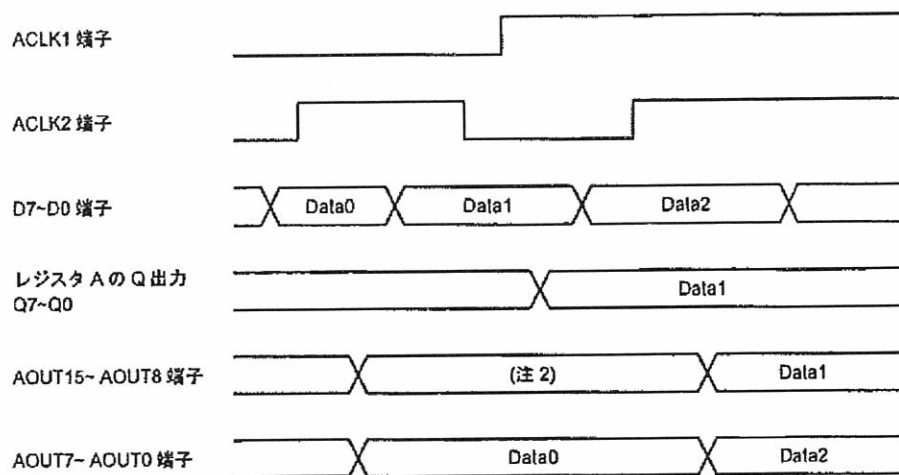 ACLK1 端子
ACLK2 端子
D7~D0 端子
Data0
Data1
Data2
レジスタ A の Q 出力
Q7~Q0
Data1
AOUT15~ AOUT8 端子
(注 2)
Data1
AOUT7~ AOUT0 端子
Data0
Data2